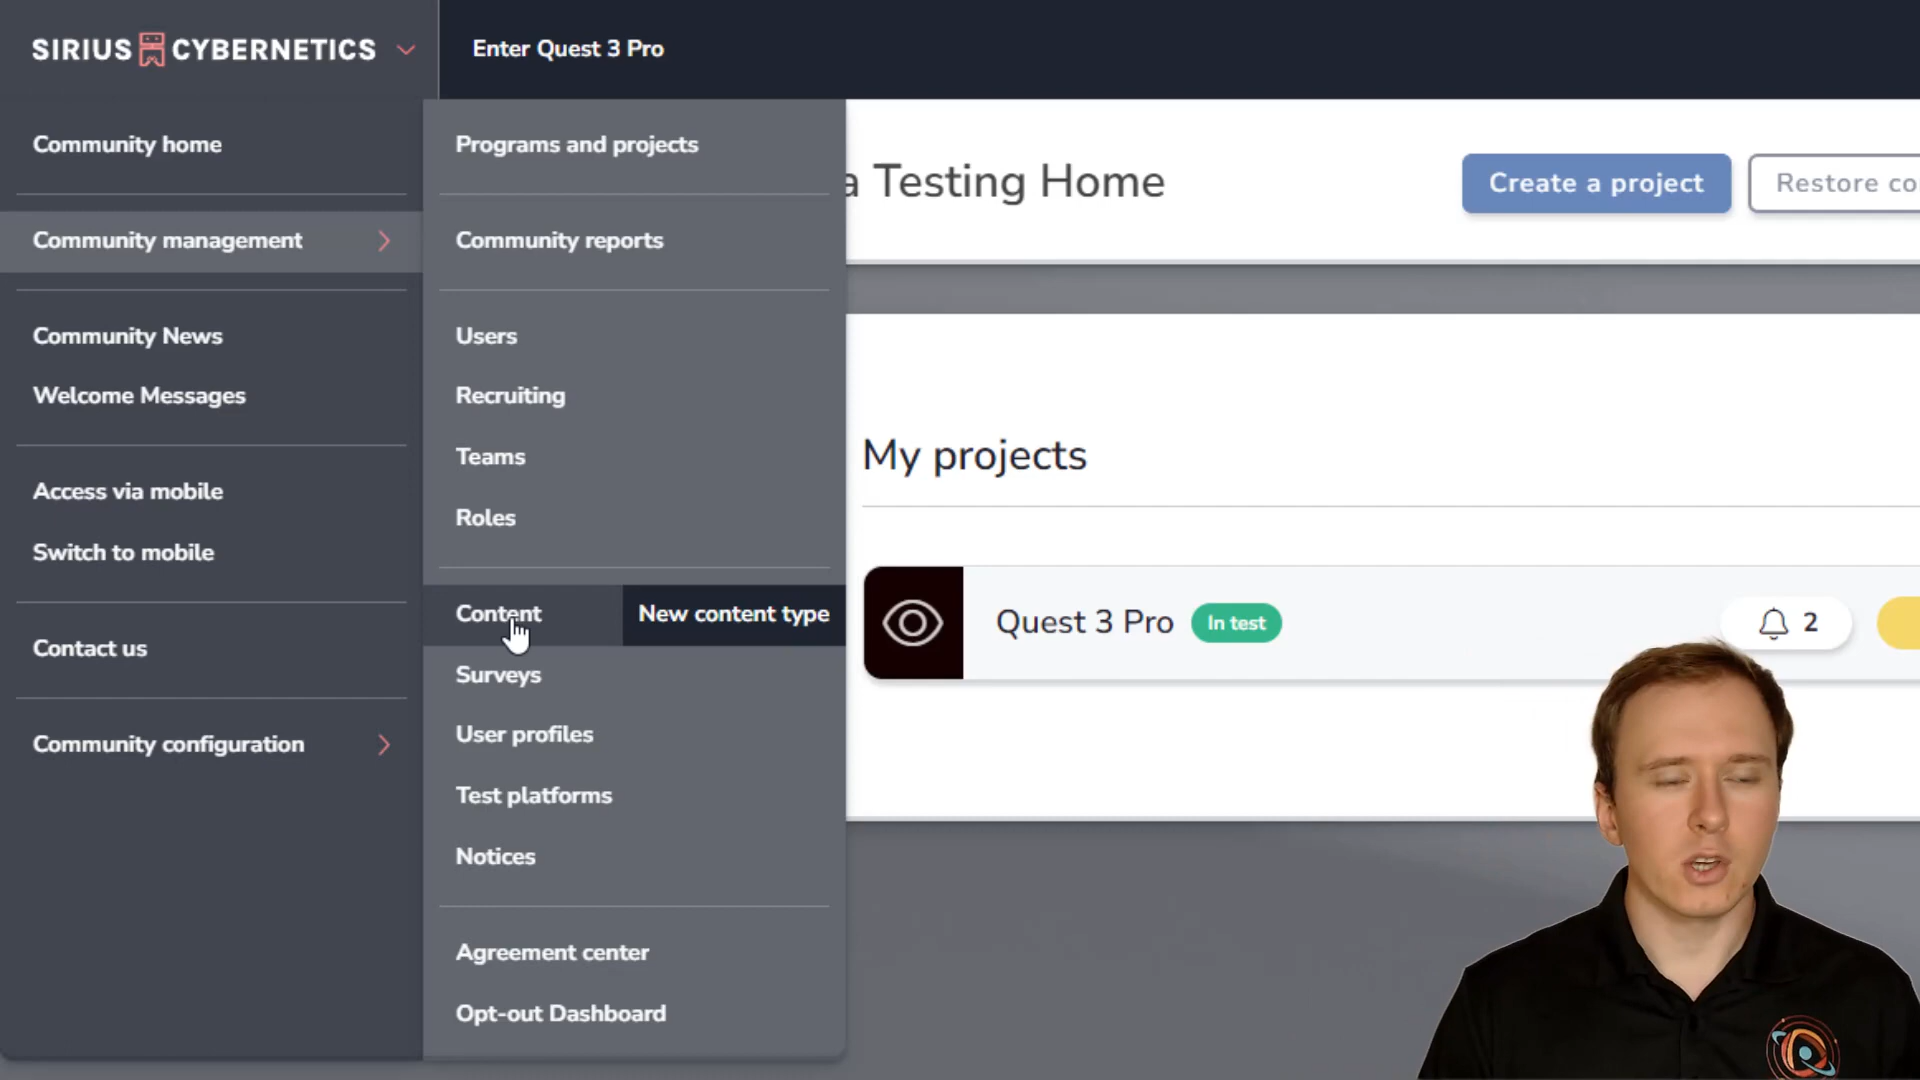 SIRIUS CYBERNETICS
Enter Quest 3 Pro
Community home
Community management
Community News
Welcome Messages
Access via mobile
Switch to mobile
Contact us
Community configuration
Programs and projects
Community reports
Users
Recruiting
Teams
Roles
Content
New content type
Surveys
User profiles
Test platforms
Notices
Agreement center
Opt-out Dashboard
a Testing Home
Create a project
Restore co
My projects
Quest 3 Pro
In test
2